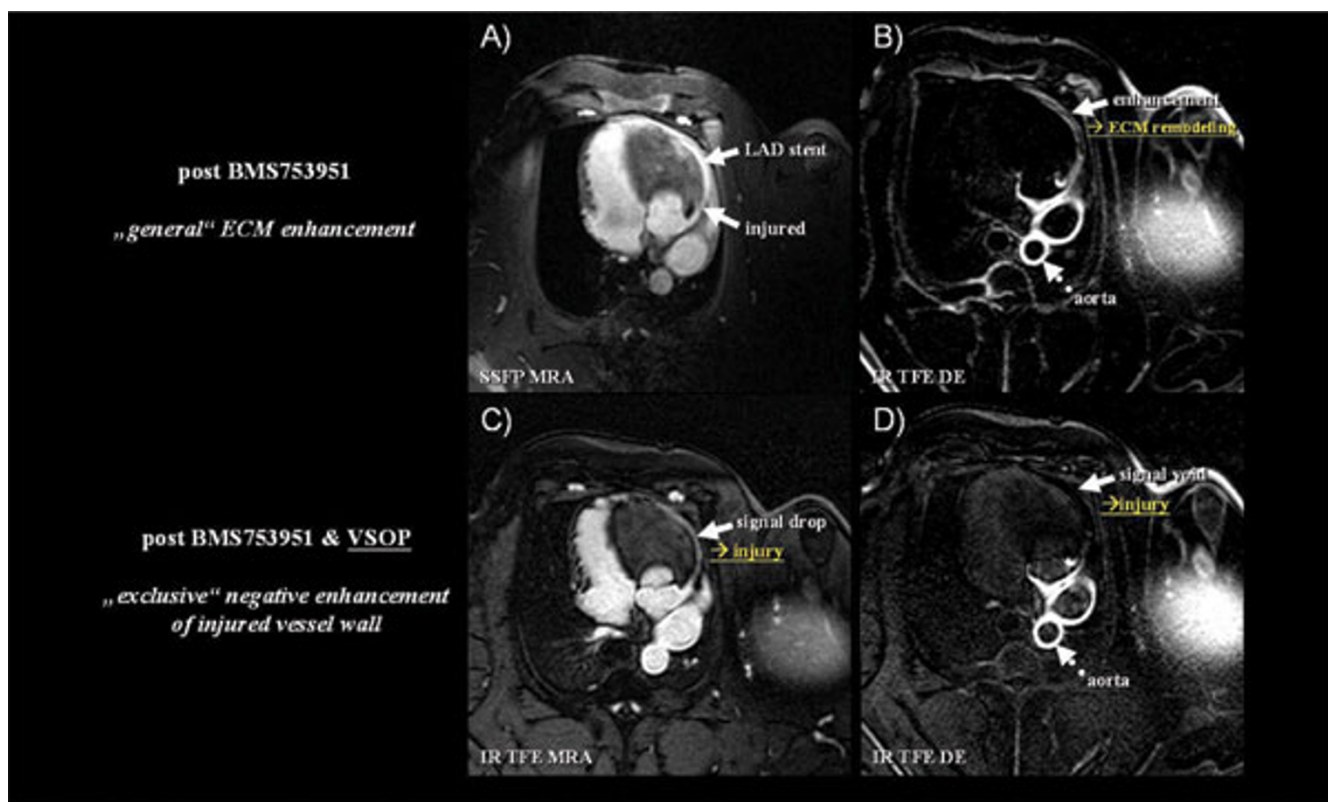 A)
B)
LAD stent
injured
enhancement
→ ECM remodeling
aorta
SSFP MRA
IR TFE DE
post BMS753951
„general“ ECM enhancement
C)
D)
signal drop
→ injury
signal void
→injury
aorta
IR TFE MRA
IR TFE DE
post BMS753951 & VSOP
„exclusive“ negative enhancement
of injured vessel wall